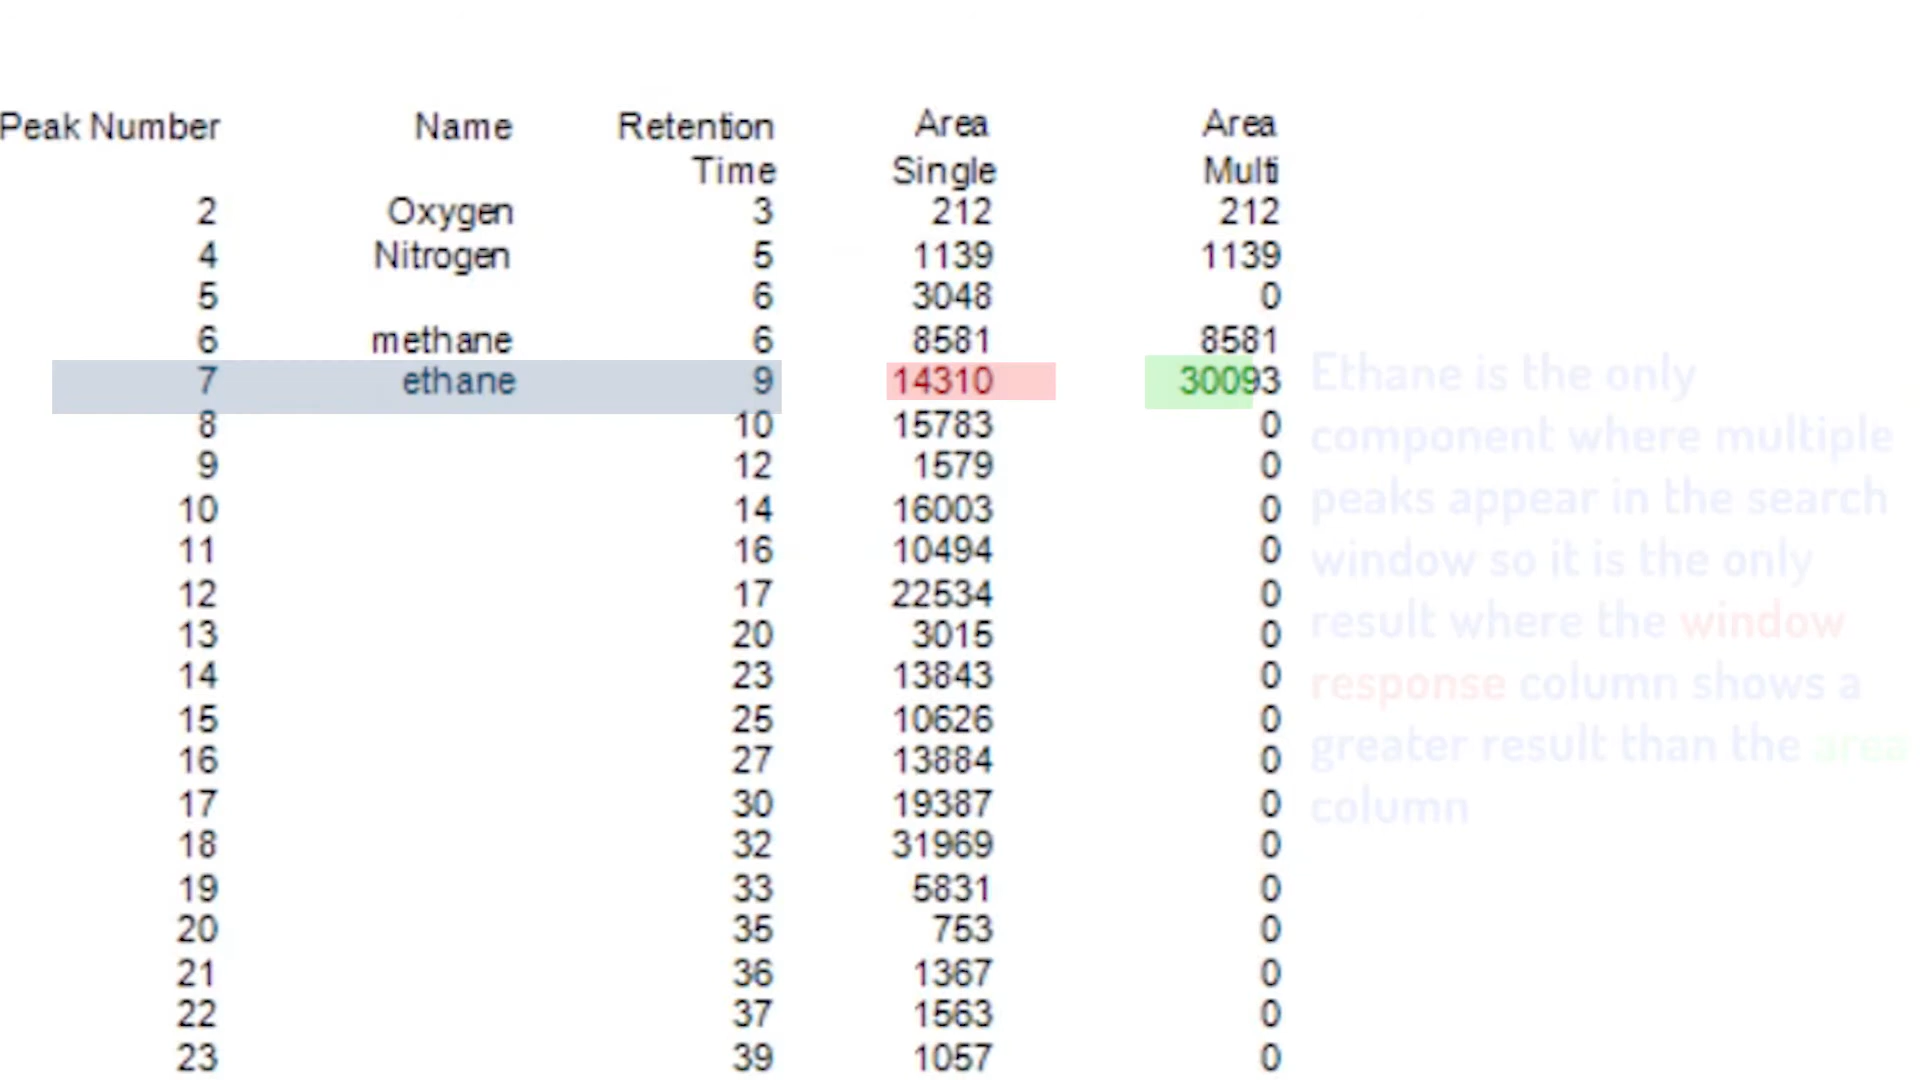 Peak Number Name Retention Area Area
Time Single Multi
2 Oxygen 3 212 212
4 Nitrogen 5 1139 1139
5 6 3048 0
6 methane 6 8581 8581
7 ethane 9 14310 30093
8 10 15783 0
9 12 1579 0
10 14 16003 0
11 16 10494 0
12 17 22534 0
13 20 3015 0
14 23 13843 0
15 25 10626 0
16 27 13884 0
17 30 19387 0
18 32 31969 0
19 33 5831 0
20 35 753 0
21 36 1367 0
22 37 1563 0
23 39 1057 0
Ethane is the only
component where multiple
peaks appear in the search
window so it is the only
result where the window
response column shows a
greater result than the area
column